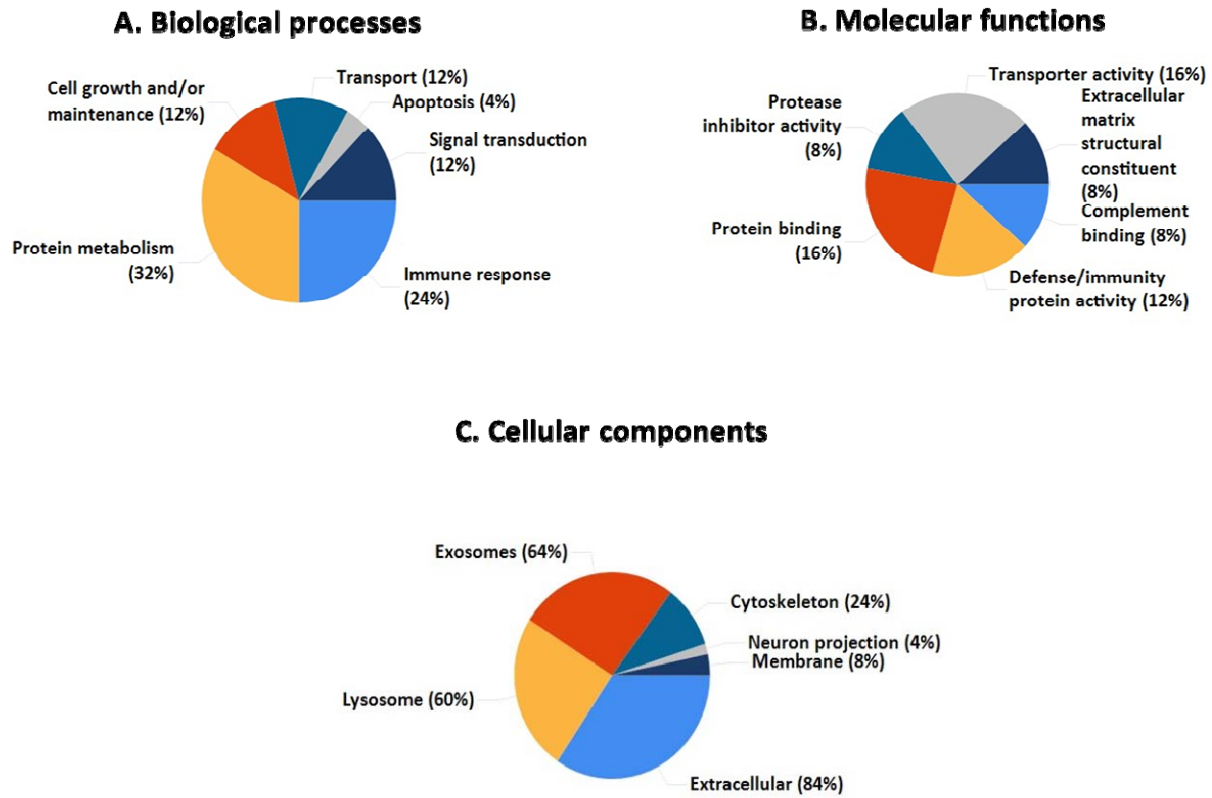 A. Biological processes
Cell growth and/or
maintenance (12%)
Transport (12%)
Apoptosis (4%)
Signal transduction
(12%)
Protein metabolism
(32%)
Immune response
(24%)
B. Molecular functions
Transporter activity (16%)
Protease
inhibitor activity
(8%)
Extracellular
matrix
structural
constituent
(8%)
Protein binding
(16%)
Complement
binding (8%)
Defense/immunity
protein activity (12%)
C. Cellular components
Exosomes (64%)
Cytoskeleton (24%)
Neuron projection (4%)
Membrane (8%)
Lysosome (60%)
Extracellular (84%)